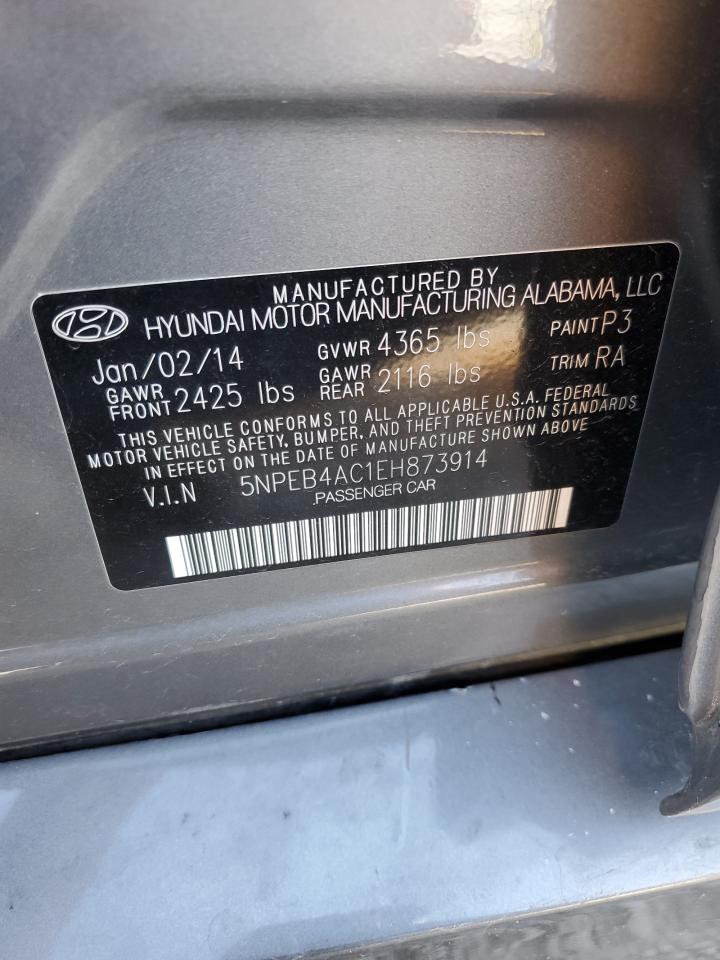 MANUFACTURED BY
HYUNDAI MOTOR MANUFACTURING ALABAMA, LLC
Jan/02/14 GVWR 4365 lbs PAINT P3
GAWR FRONT 2425 lbs GAWR REAR 2116 lbs TRIM RA
THIS VEHICLE CONFORMS TO ALL APPLICABLE U.S.A. FEDERAL
MOTOR VEHICLE SAFETY, BUMPER, AND THEFT PREVENTION STANDARDS
IN EFFECT ON THE DATE OF MANUFACTURE SHOWN ABOVE
V.I.N 5NPEB4AC1EH873914
PASSENGER CAR